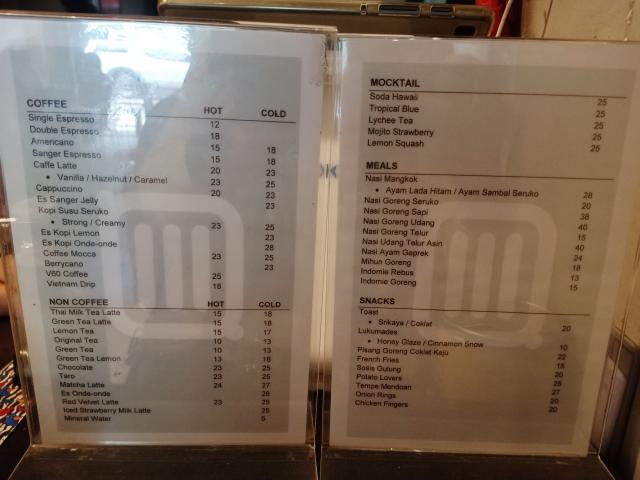 COFFEE HOT COLD
Single Espresso 12
Double Espresso 18
Americano 15 18
Sanger Espresso 15 18
Caffe Latte 20 23
• Vanilla / Hazelnut / Caramel 23 25
Cappuccino 20 23
Es Sanger Jelly 23
Kopi Susu Seruko
• Strong / Creamy 23 25
Es Kopi Lemon 23
Es Kopi Onde-onde 28
Coffee Mocca 23 25
Berrycano 23
V60 Coffee 25
Vietnam Drip 18
NON COFFEE HOT COLD
Thai Milk Tea Latte 15 18
Green Tea Latte 15 18
Lemon Tea 15 17
Original Tea 10 13
Green Tea 10 13
Green Tea Lemon 13 16
Chocolate 23 25
Taro 23 25
Matcha Latte 24 27
Es Onde-onde 26
Red Velvet Latte 23 25
Iced Strawberry Milk Latte 25
Mineral Water 5
MOCKTAIL
Soda Hawaii 25
Tropical Blue 25
Lychee Tea 25
Mojito Strawberry 25
Lemon Squash 25
MEALS
Nasi Mangkok
• Ayam Lada Hitam / Ayam Sambal Seruko 28
Nasi Goreng Seruko 20
Nasi Goreng Sapi 38
Nasi Goreng Udang 40
Nasi Goreng Telur 15
Nasi Udang Telur Asin 40
Nasi Ayam Geprek 24
Mihun Goreng 18
Indomie Rebus 13
Indomie Goreng 15
SNACKS
Toast
• Srikaya / Coklat 20
Lukumades
• Honey Glaze / Cinnamon Snow 10
Pisang Goreng Coklat Keju 22
French Fries 15
Sosis Gulung 20
Potato Lovers 25
Tempe Mendoan 27
Onion Rings 20
Chicken Fingers 20